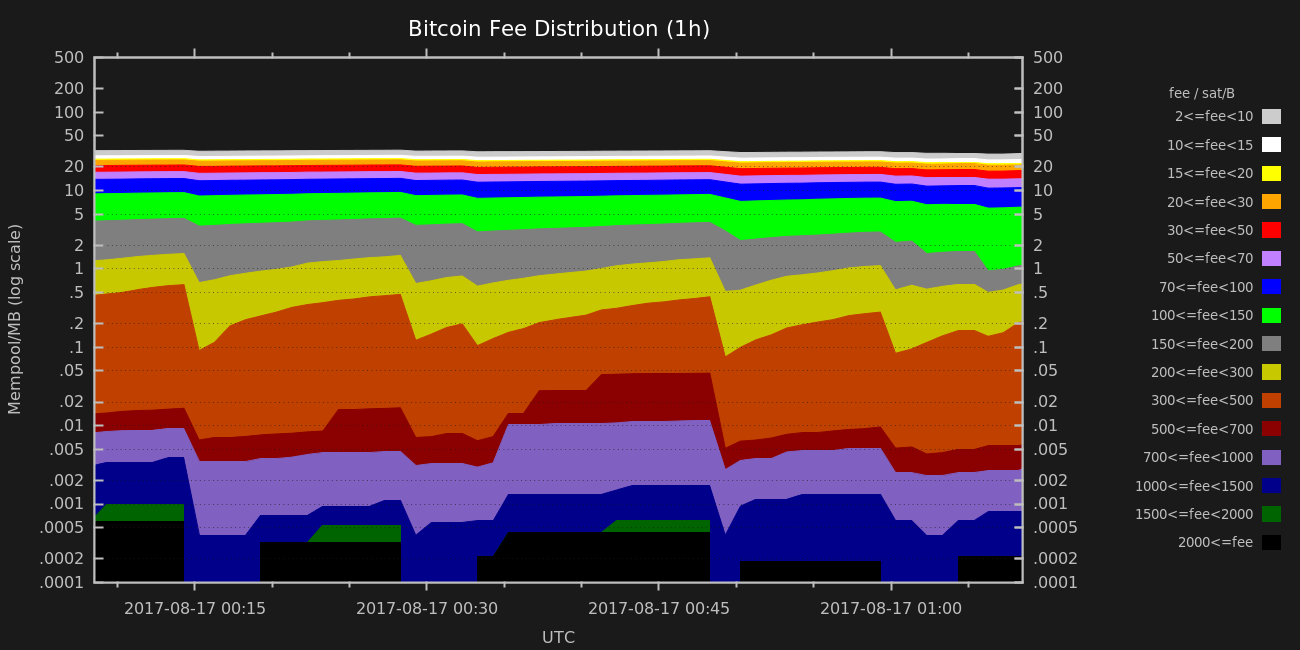 Bitcoin Fee Distribution (1h)
500 500
200 200
100 100
50 50
20 20
10 10
5 5
2 2
1 1
.5 .5
.2 .2
.1 .1
.05 .05
.02 .02
.01 .01
.005 .005
.002 .002
.001 .001
.0005 .0005
.0002 .0002
.0001 .0001
Mempool/MB (log scale)
2017-08-17 00:15 2017-08-17 00:30 2017-08-17 00:45 2017-08-17 01:00
UTC
fee / sat/B
2<=fee<10
10<=fee<15
15<=fee<20
20<=fee<30
30<=fee<50
50<=fee<70
70<=fee<100
100<=fee<150
150<=fee<200
200<=fee<300
300<=fee<500
500<=fee<700
700<=fee<1000
1000<=fee<1500
1500<=fee<2000
2000<=fee